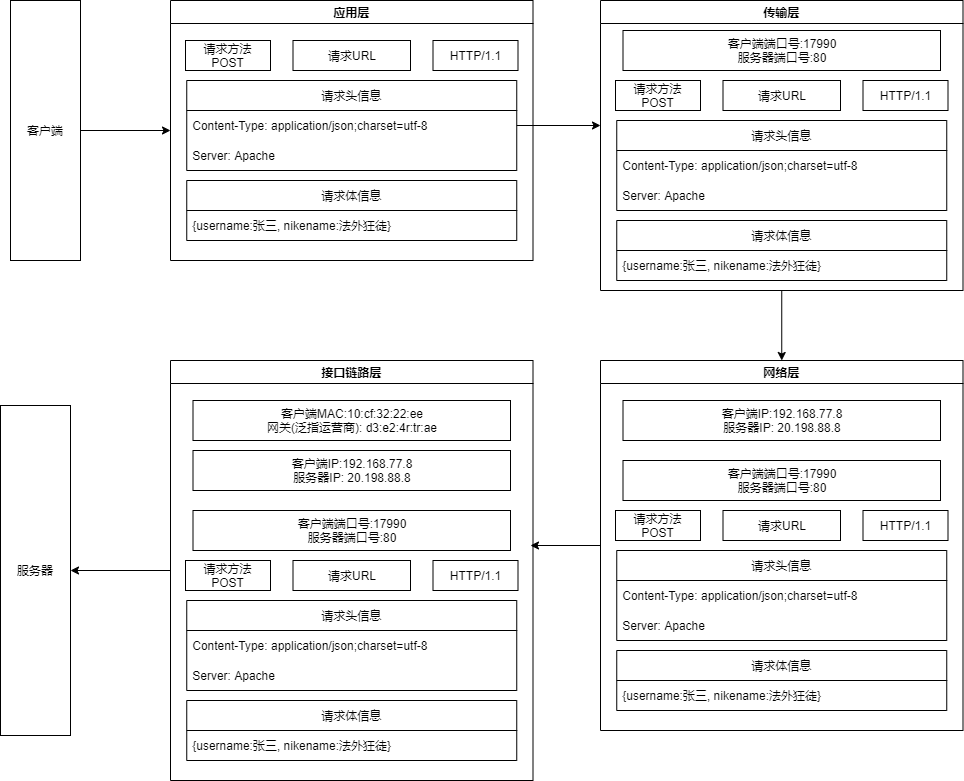 客户端
应用层
请求方法
POST
请求URL
HTTP/1.1
请求头信息
Content-Type: application/json;charset=utf-8
Server: Apache
请求体信息
{username:张三, nikename:法外狂徒}
传输层
客户端端口号:17990
服务器端口号:80
请求方法
POST
请求URL
HTTP/1.1
请求头信息
Content-Type: application/json;charset=utf-8
Server: Apache
请求体信息
{username:张三, nikename:法外狂徒}
网络层
客户端IP:192.168.77.8
服务器IP: 20.198.88.8
客户端端口号:17990
服务器端口号:80
请求方法
POST
请求URL
HTTP/1.1
请求头信息
Content-Type: application/json;charset=utf-8
Server: Apache
请求体信息
{username:张三, nikename:法外狂徒}
接口链路层
客户端MAC:10:cf:32:22:ee
网关(泛指运营商): d3:e2:4r:tr:ae
客户端IP:192.168.77.8
服务器IP: 20.198.88.8
客户端端口号:17990
服务器端口号:80
请求方法
POST
请求URL
HTTP/1.1
请求头信息
Content-Type: application/json;charset=utf-8
Server: Apache
请求体信息
{username:张三, nikename:法外狂徒}
服务器